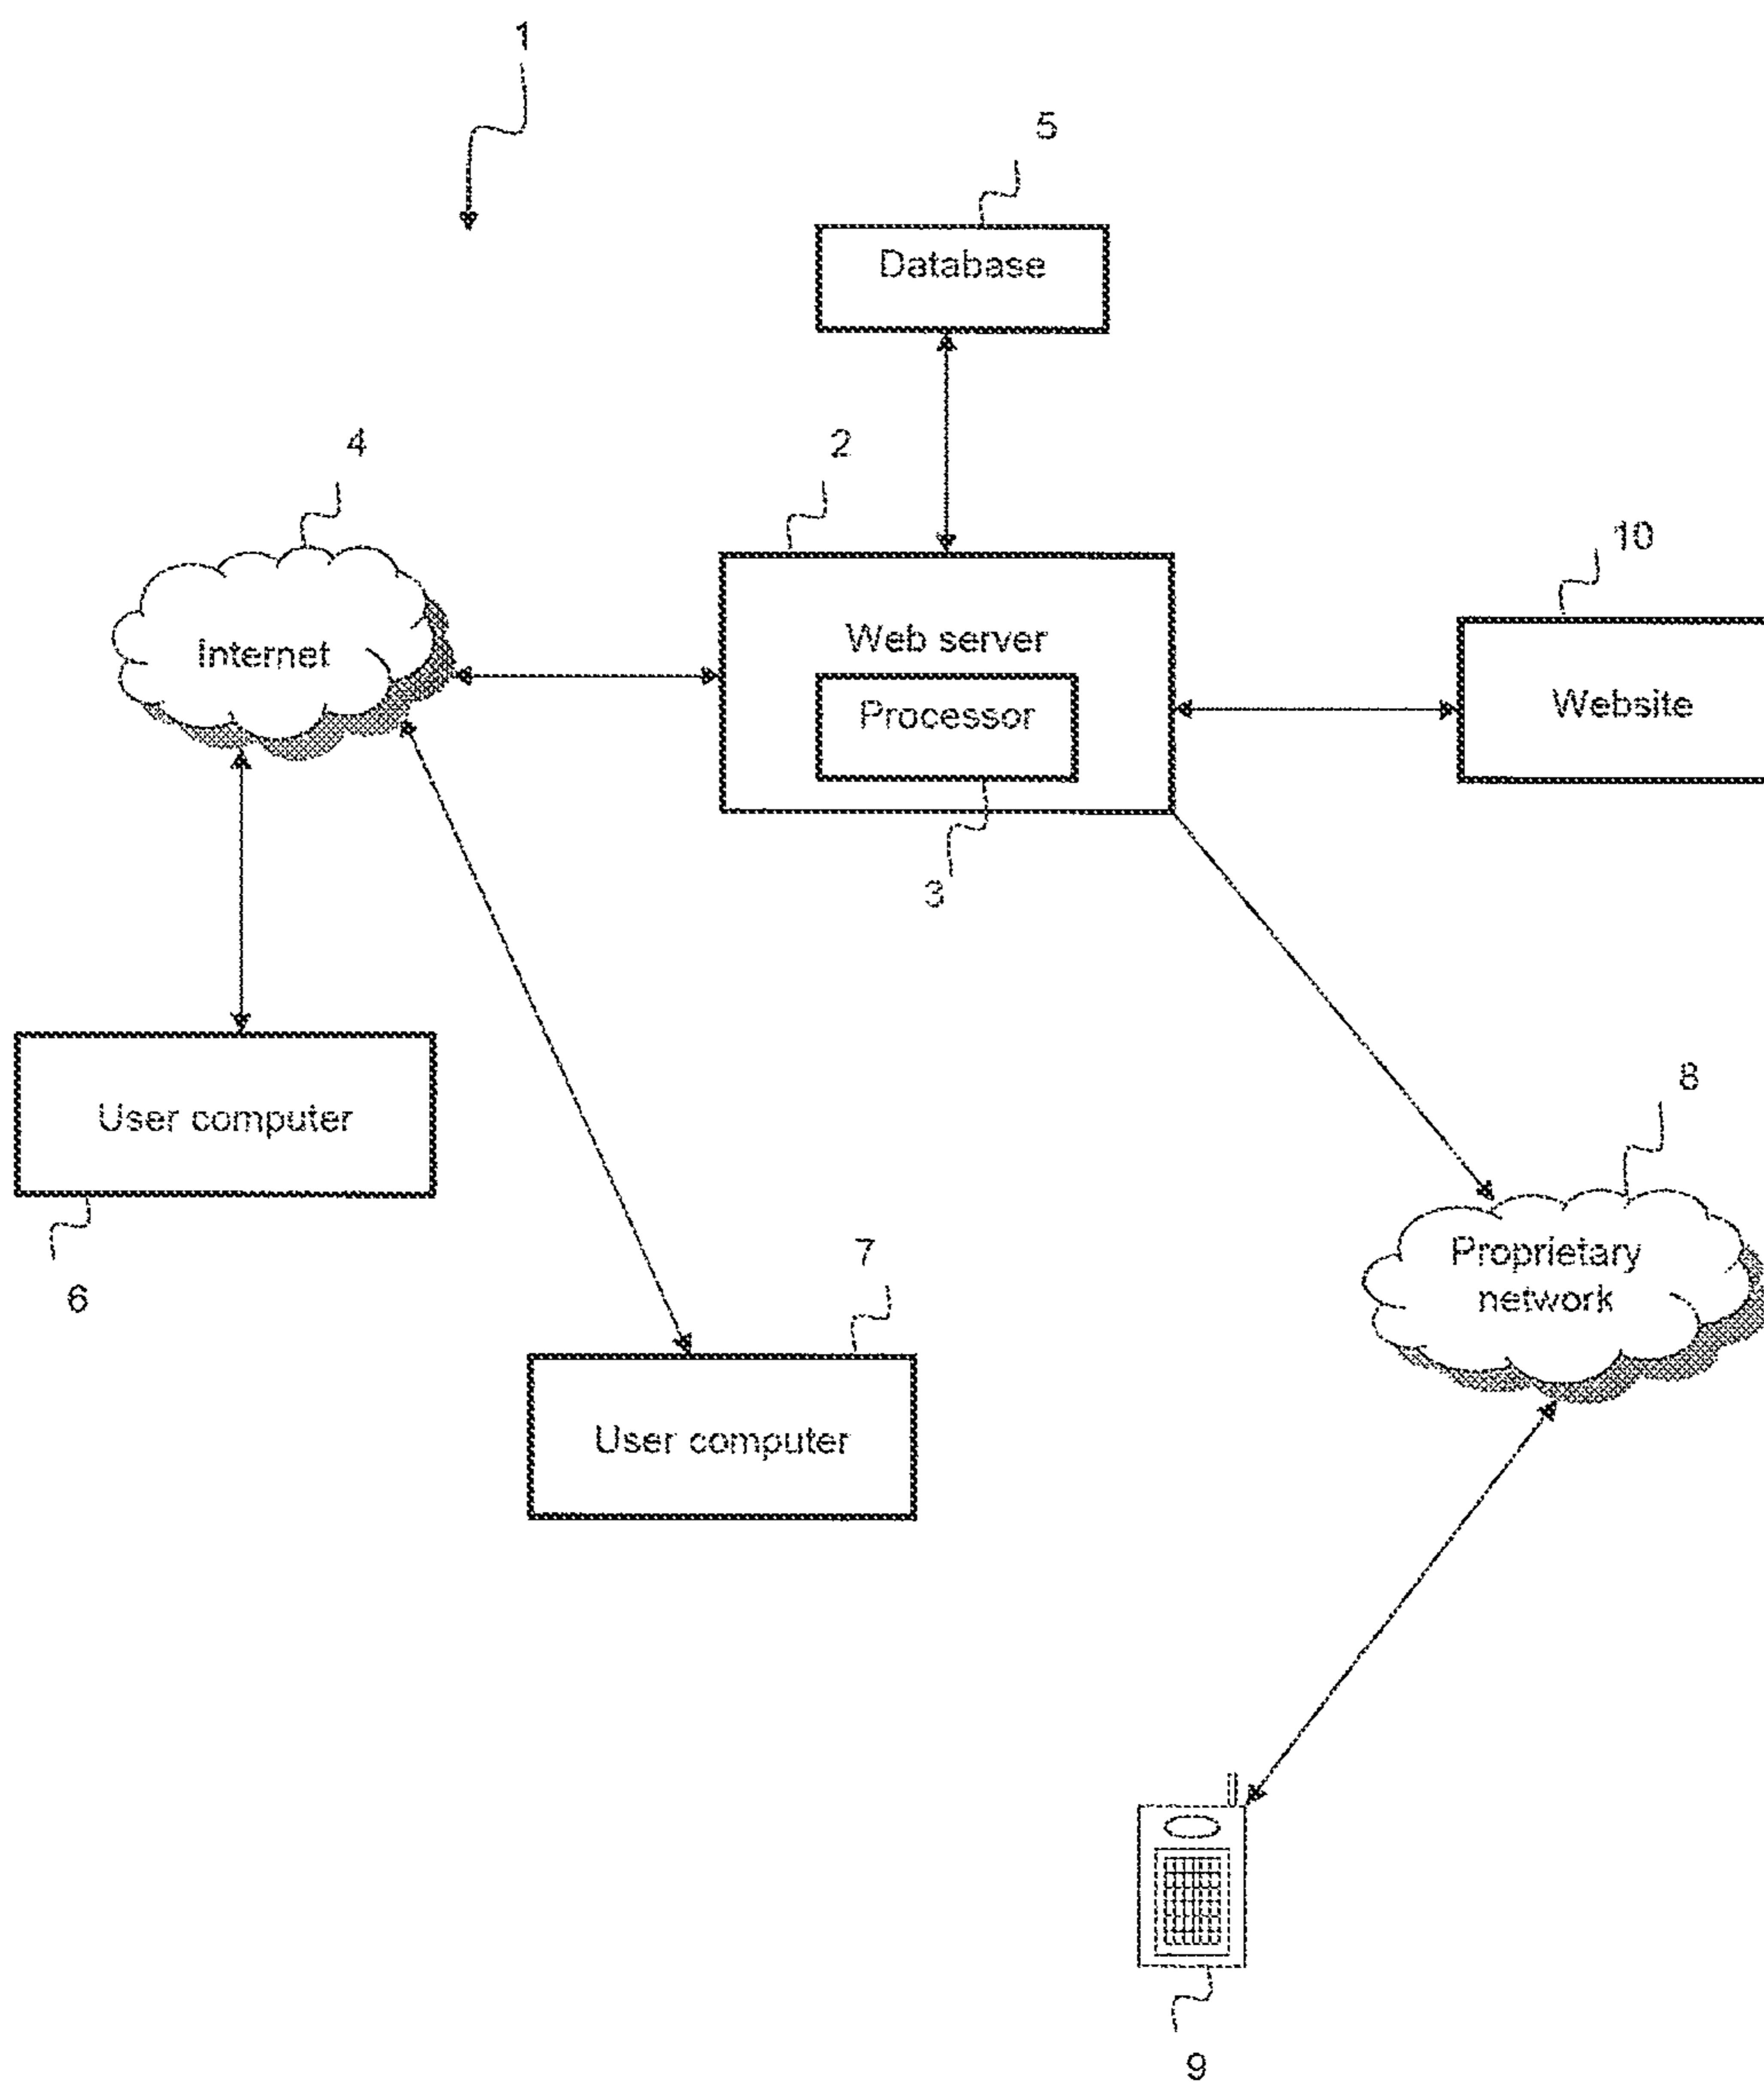 1
5
Database
4
2
10
Internet
Web server
Website
Processor
3
User computer
8
6
7
Proprietary
network
User computer
9